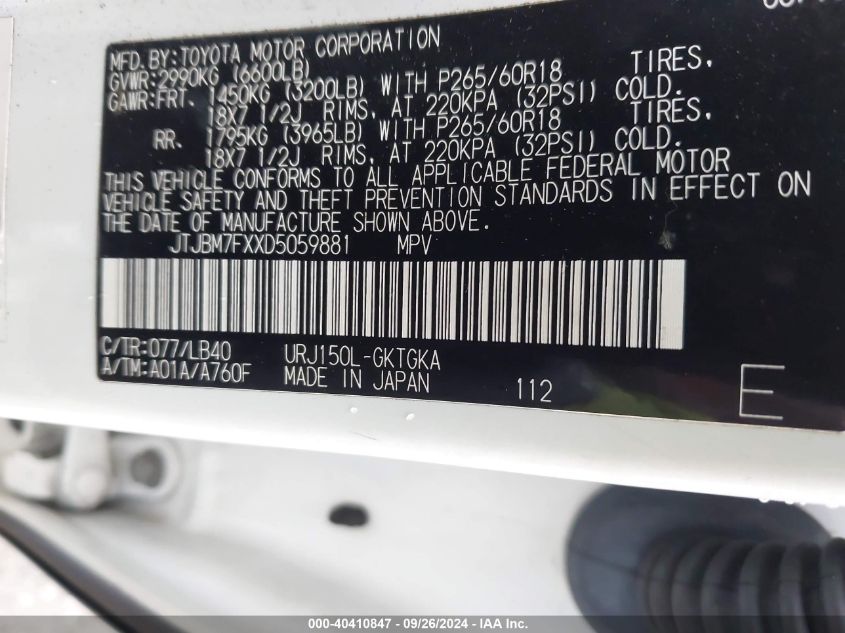 MFD. BY: TOYOTA MOTOR CORPORATION
GVWR: 2990KG (6600LB)
GAWR: FRT. 1450KG (3200LB) WITH P265/60R18 TIRES,
18X7 1/2J RIMS, AT 220KPA (32PSI) COLD.
RR. 1795KG (3965LB) WITH P265/60R18 TIRES,
18X7 1/2J RIMS, AT 220KPA (32PSI) COLD.
THIS VEHICLE CONFORMS TO ALL APPLICABLE FEDERAL MOTOR
VEHICLE SAFETY AND THEFT PREVENTION STANDARDS IN EFFECT ON
THE DATE OF MANUFACTURE SHOWN ABOVE.
JTJBM7FXXD5059881 MPV
C/TR: 077/LB40 URJ150L-GKTGKA
A/TM: A01A/A760F MADE IN JAPAN 112 E
000-40410847 - 09/26/2024 - IAA Inc.